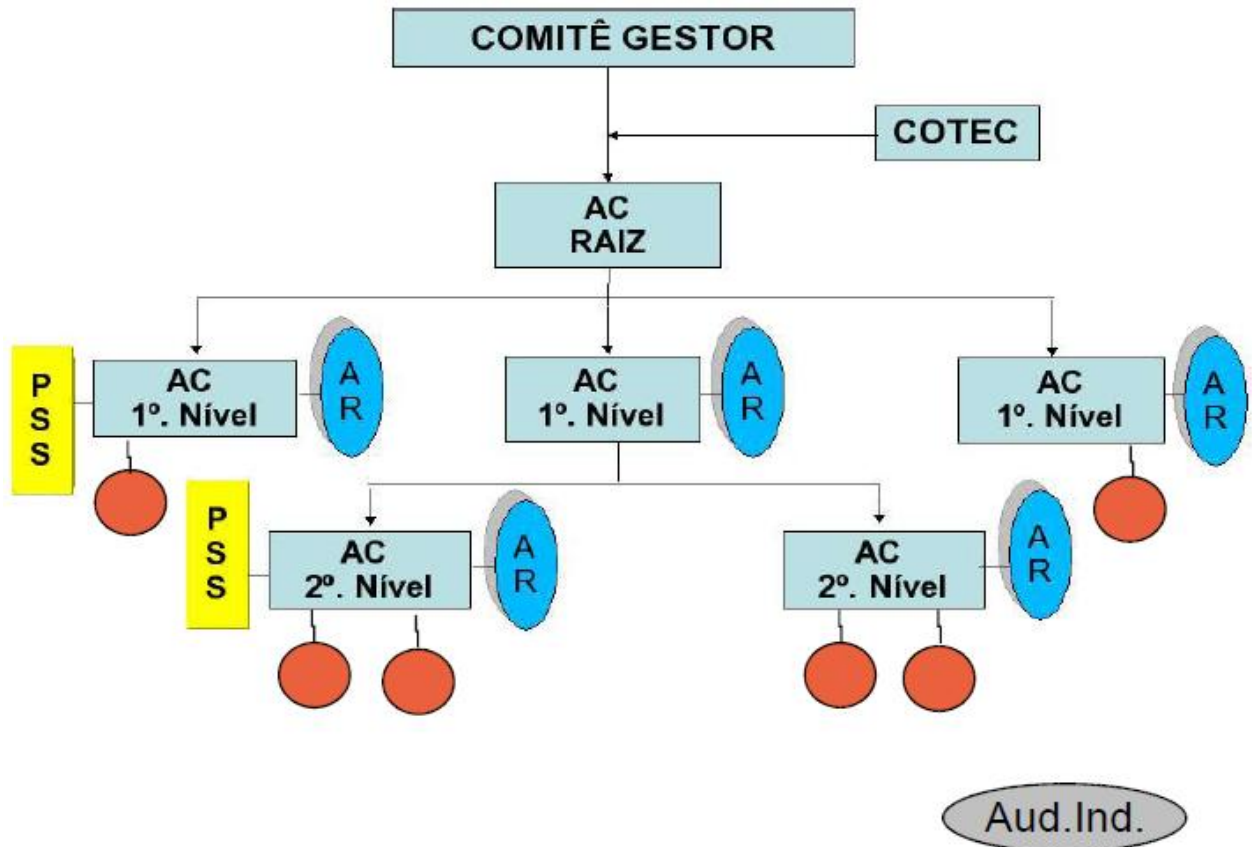 COMITÊ GESTOR
COTEC
AC
RAIZ
P
S
S
AC
1º. Nível
A
R
AC
1º. Nível
A
R
AC
1º. Nível
A
R
P
S
S
AC
2º. Nível
A
R
AC
2º. Nível
A
R
Aud.Ind.